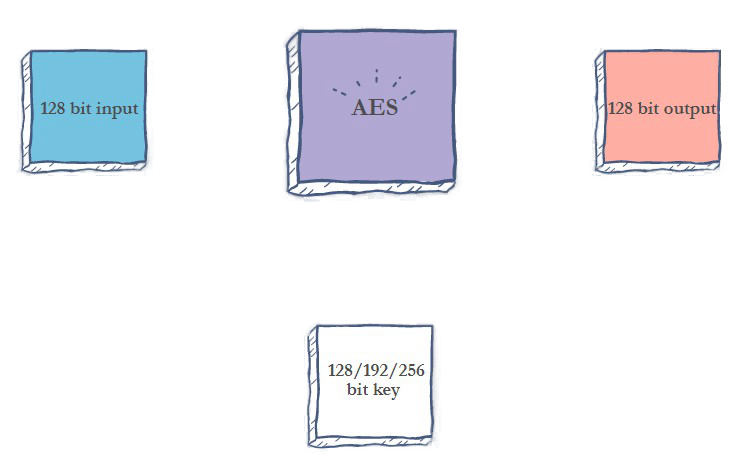 128 bit input
AES
128 bit output
128/192/256
bit key